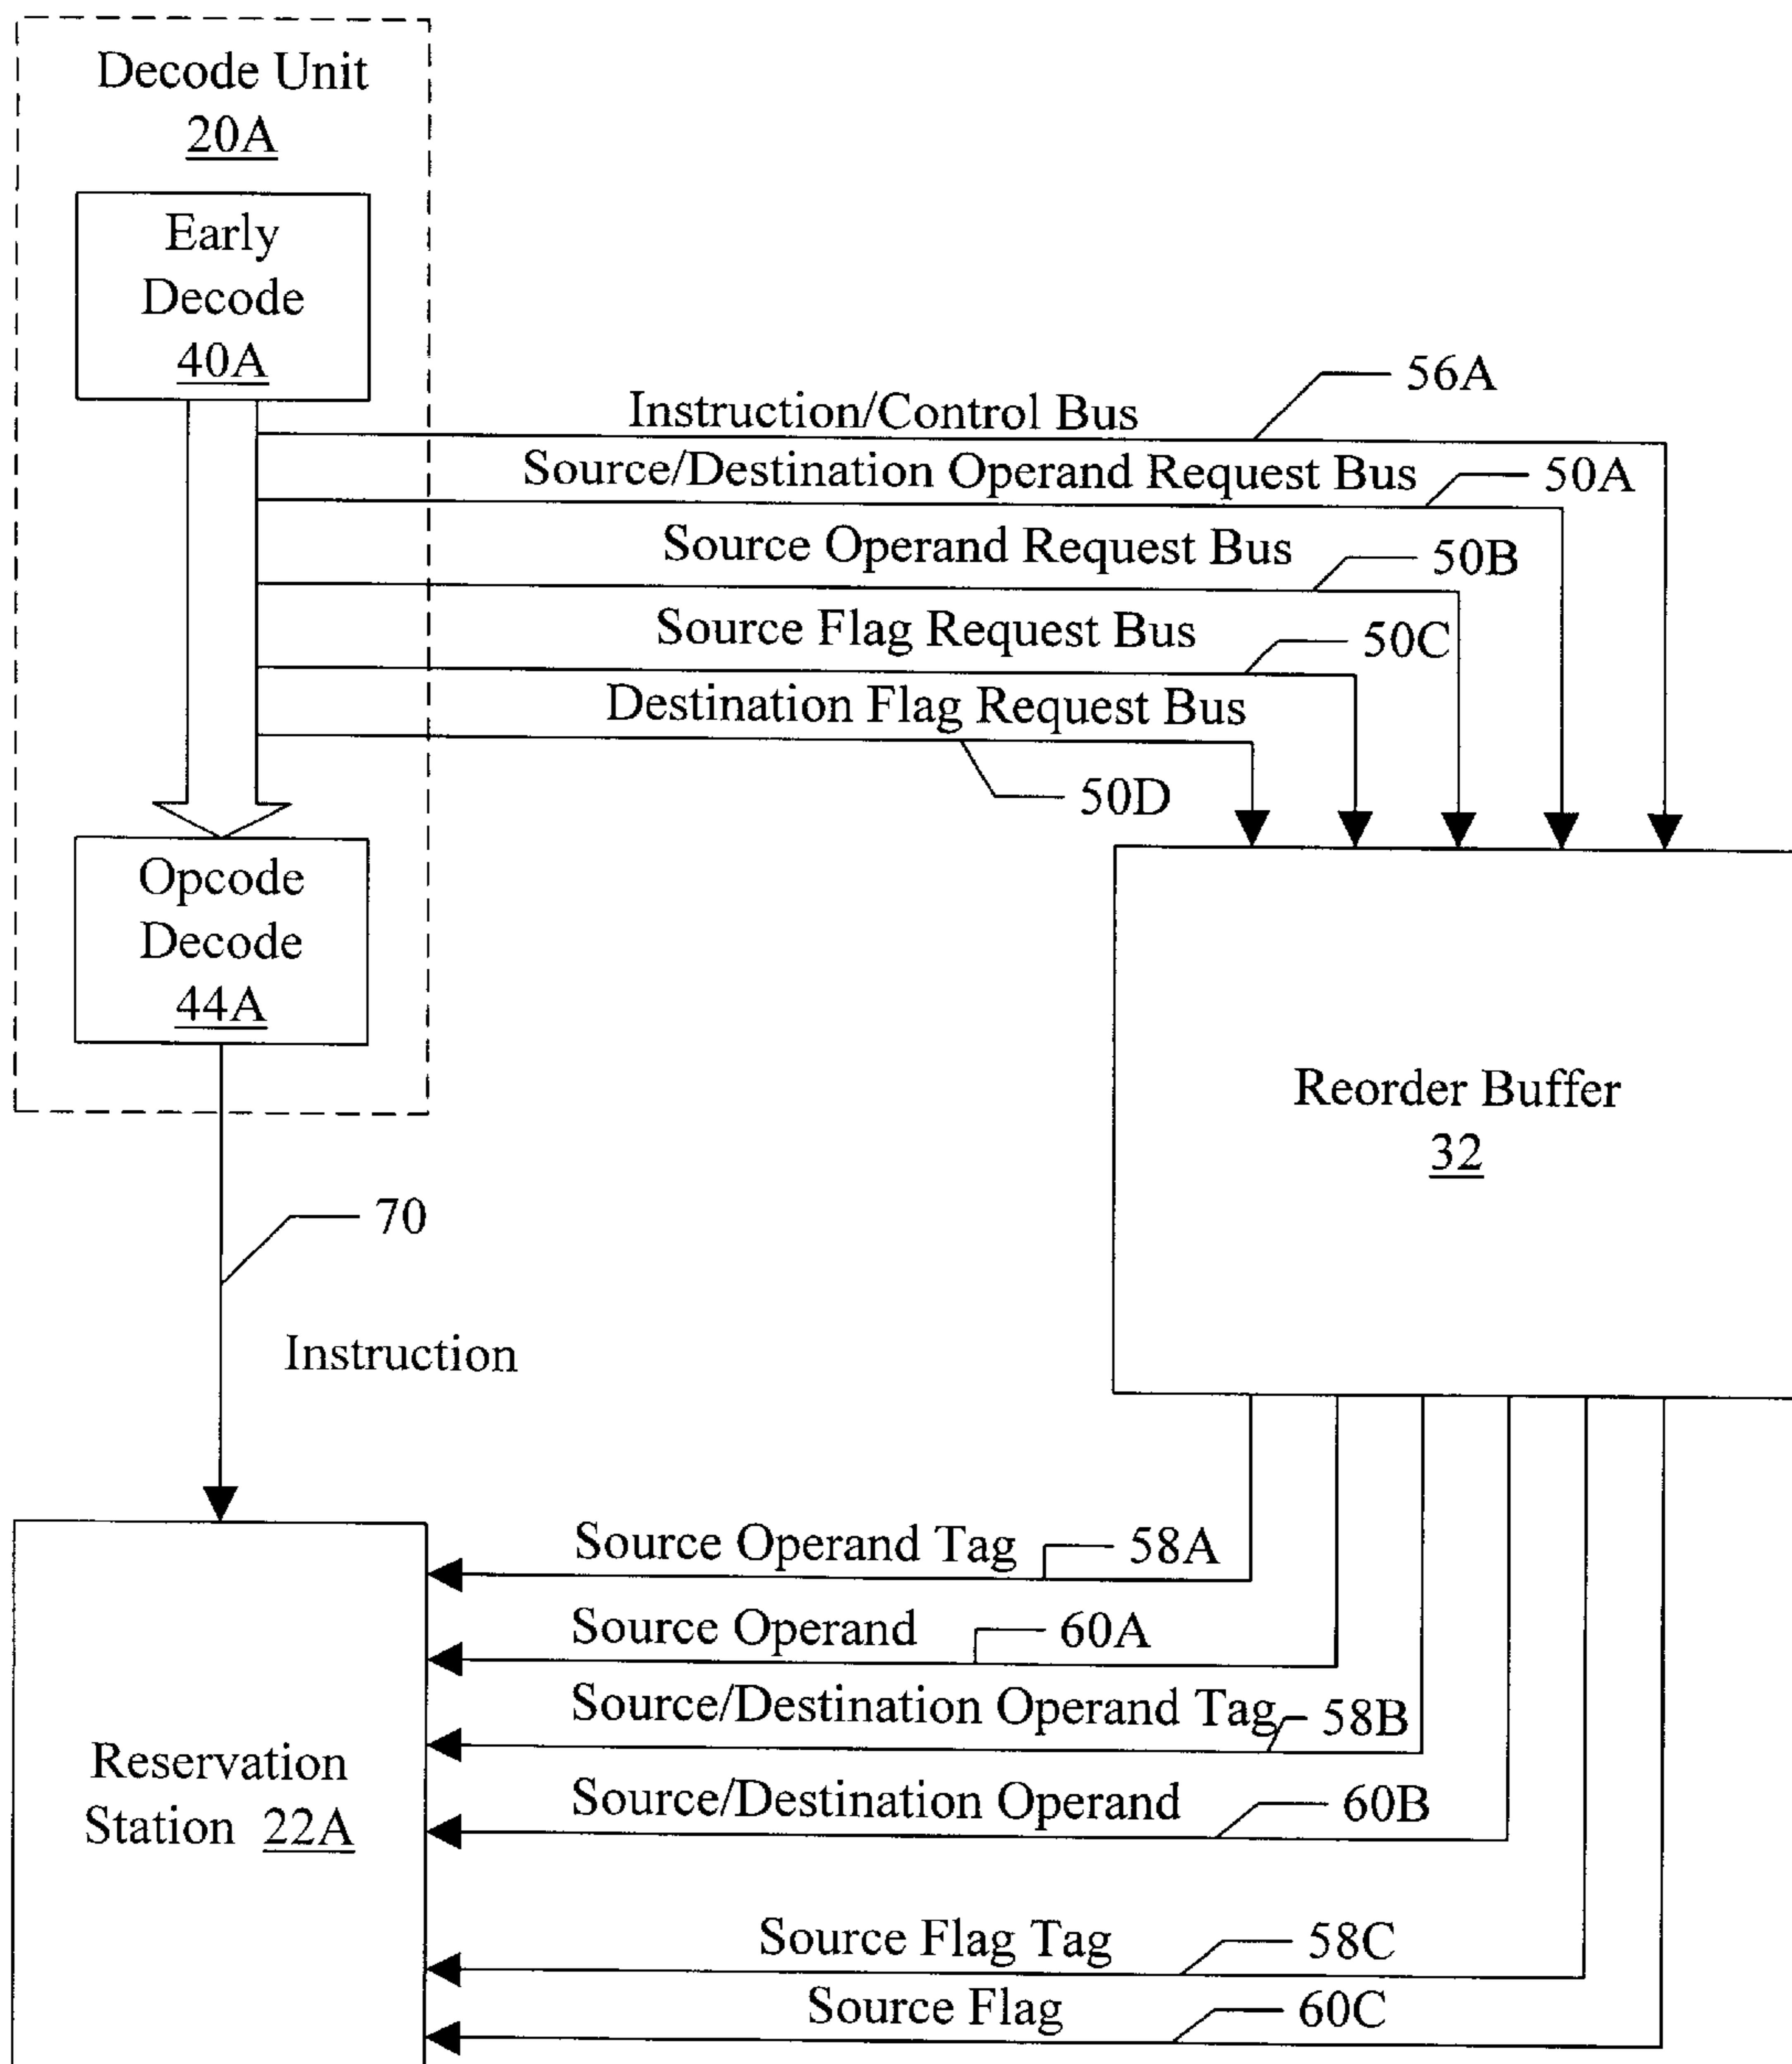 Decode Unit
20A
Early
Decode
40A
Instruction/Control Bus
56A
Source/Destination Operand Request Bus
50A
Source Operand Request Bus
50B
Source Flag Request Bus
50C
Destination Flag Request Bus
50D
Opcode
Decode
44A
Reorder Buffer
32
70
Instruction
Source Operand Tag
58A
Source Operand
60A
Source/Destination Operand Tag
58B
Reservation
Station 22A
Source/Destination Operand
60B
Source Flag Tag
58C
Source Flag
60C